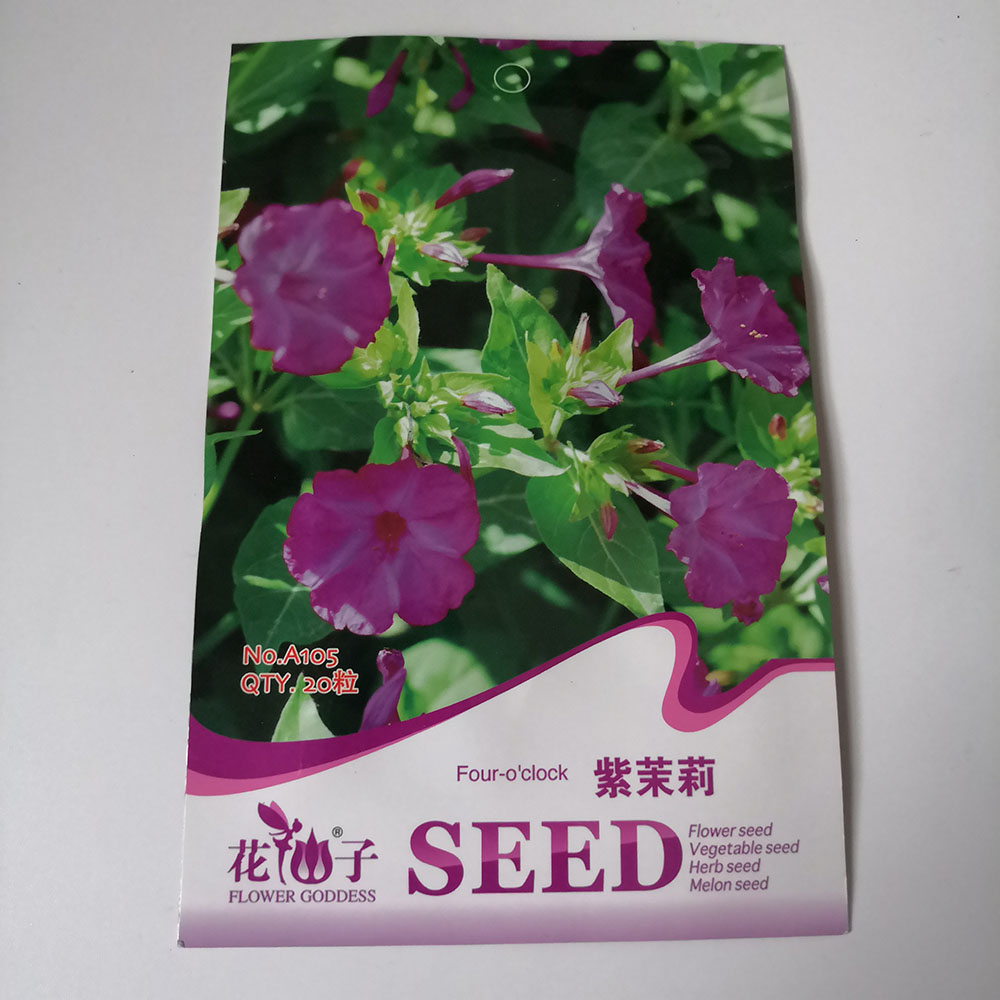 No.A105
QTY. 20粒
Four-o'clock 紫茉莉
花仙子®
FLOWER GODDESS
SEED
Flower seed
Vegetable seed
Herb seed
Melon seed